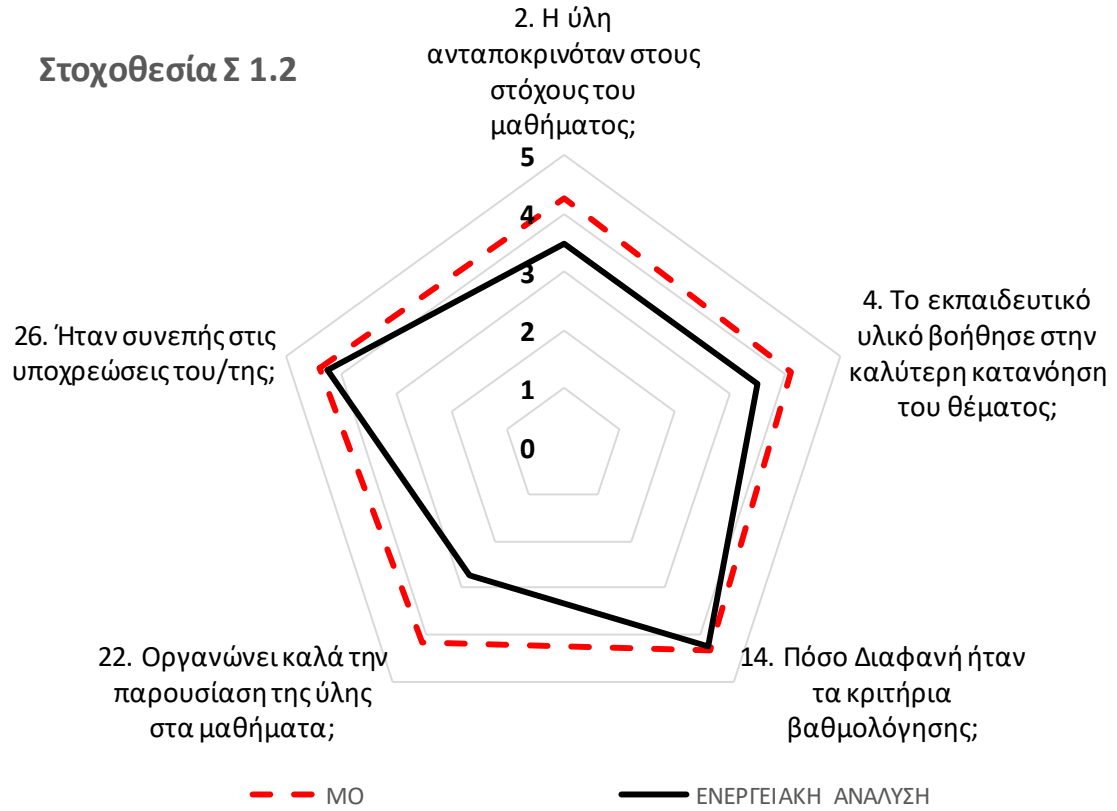 Στοχοθεσία Σ 1.2
2. Η ύλη
ανταποκρινόταν στους
στόχους του
μαθήματος;
5
4
3
2
1
0
4. Το εκπαιδευτικό
υλικό βοήθησε στην
καλύτερη κατανόηση
του θέματος;
14. Πόσο Διαφανή ήταν
τα κριτήρια
βαθμολόγησης;
22. Οργανώνει καλά την
παρουσίαση της ύλης
στα μαθήματα;
26. Ήταν συνεπής στις
υποχρεώσεις του/της;
ΜΟ
ΕΝΕΡΓΕΙΑΚΗ ΑΝΑΛΥΣΗ